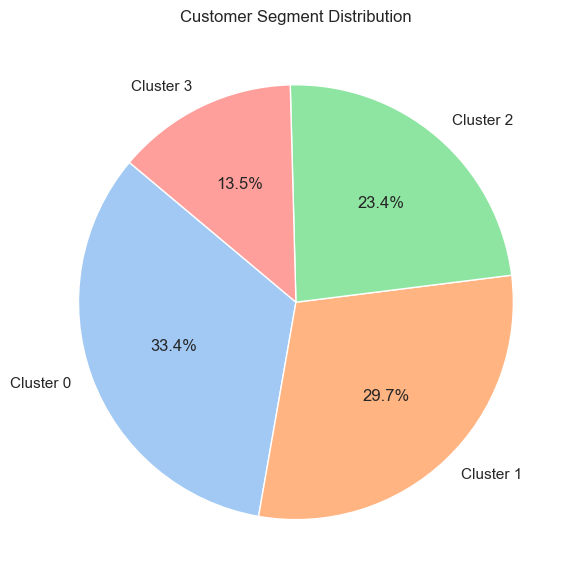 Customer Segment Distribution
Cluster 3
Cluster 2
13.5%
23.4%
33.4%
Cluster 0
29.7%
Cluster 1